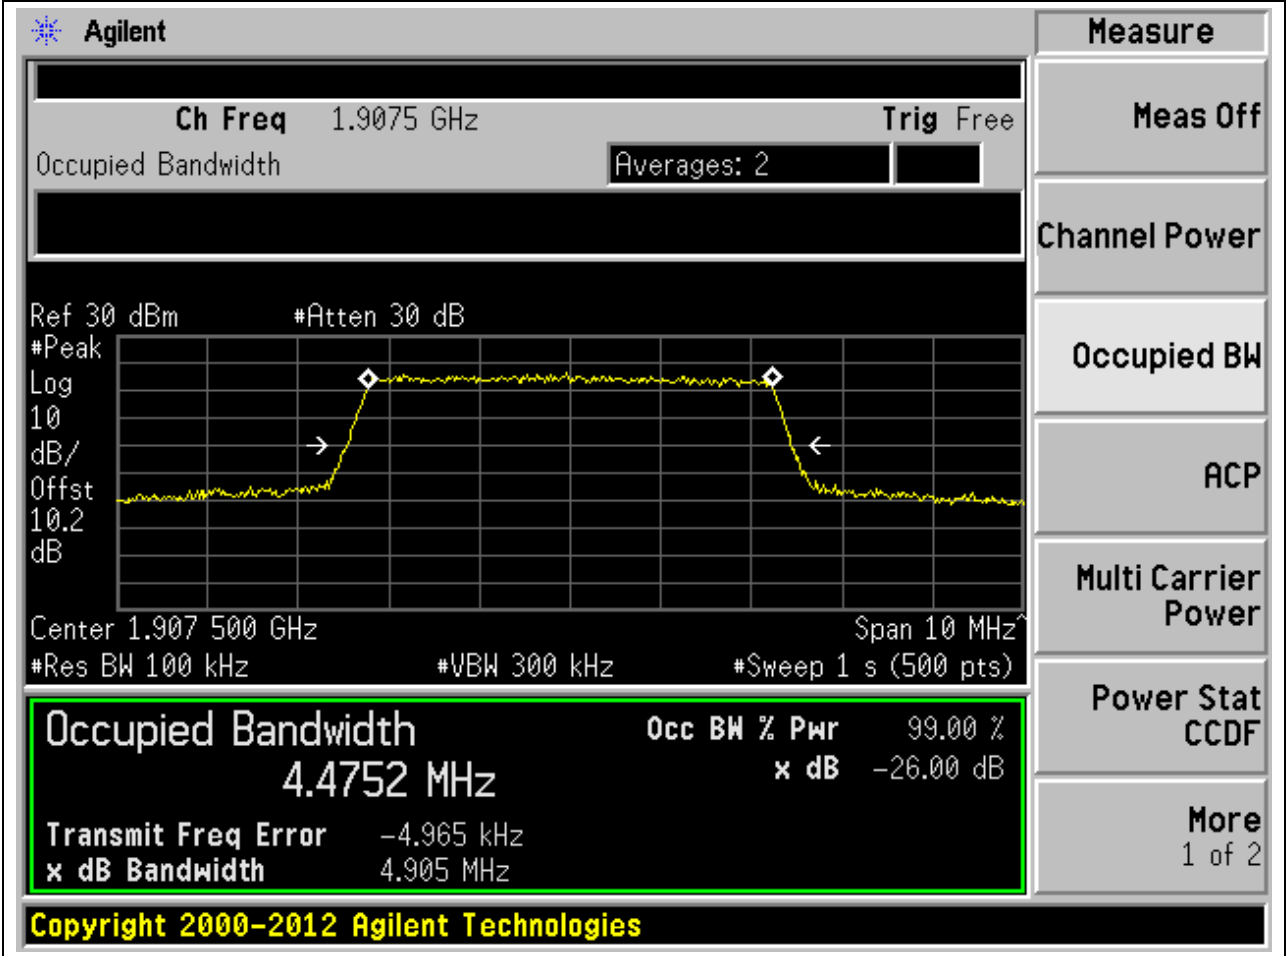 Agilent
Measure
Ch Freq 1.9075 GHz Trig Free
Occupied Bandwidth Averages: 2
Meas Off
Channel Power
Occupied BW
ACP
Multi Carrier
Power
Power Stat
CCDF
More
1 of 2
Ref 30 dBm #Atten 30 dB
#Peak
Log
10
dB/
Offst
10.2
dB
Center 1.907 500 GHz Span 10 MHz^
#Res BW 100 kHz #VBW 300 kHz #Sweep 1 s (500 pts)
Occupied Bandwidth Occ BW % Pwr 99.00 %
4.4752 MHz x dB -26.00 dB
Transmit Freq Error -4.965 kHz
x dB Bandwidth 4.905 MHz
Copyright 2000-2012 Agilent Technologies